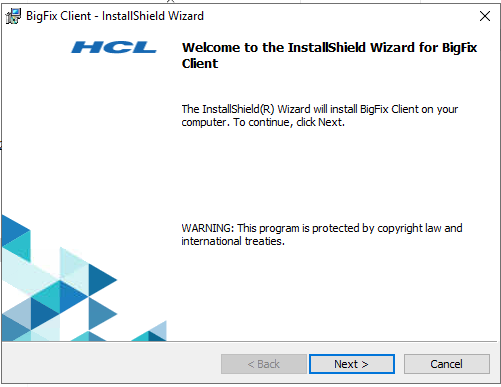 BigFix Client - InstallShield Wizard
HCL
Welcome to the InstallShield Wizard for BigFix
Client
The InstallShield(R) Wizard will install BigFix Client on your
computer. To continue, click Next.
WARNING: This program is protected by copyright law and
international treaties.
< Back
Next >
Cancel